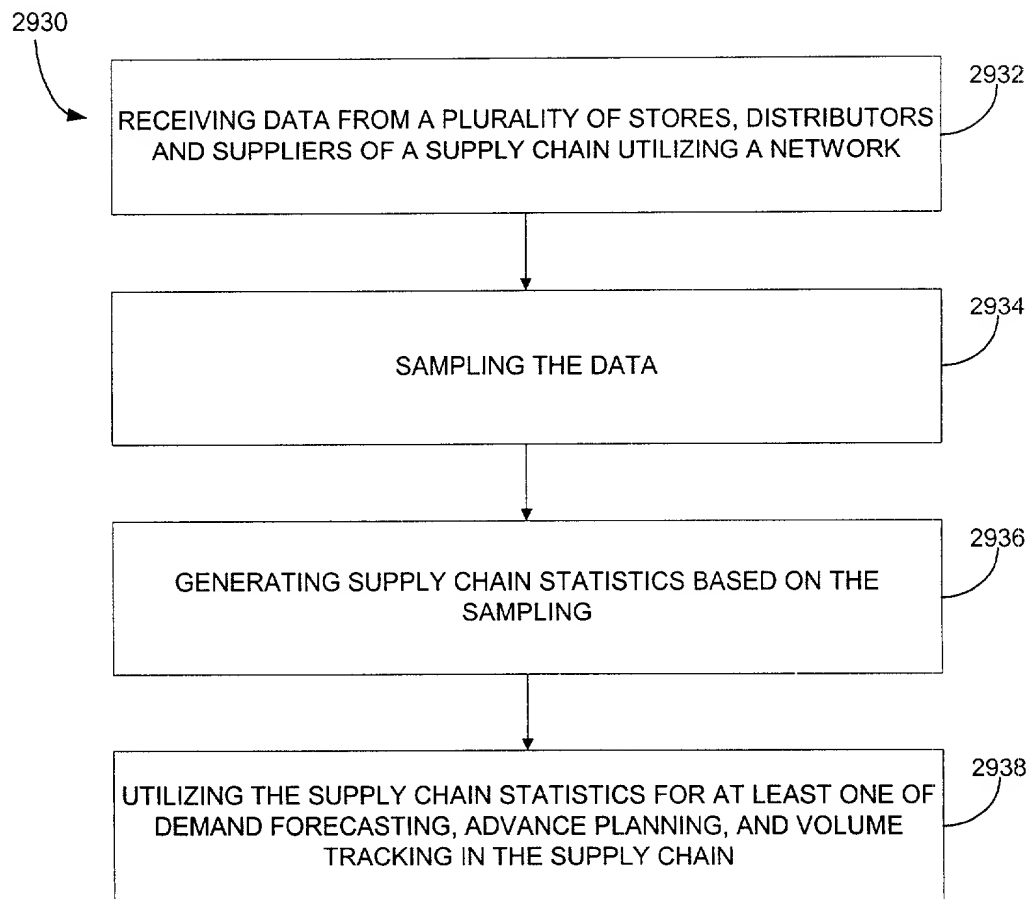 2930
2932
RECEIVING DATA FROM A PLURALITY OF STORES, DISTRIBUTORS
AND SUPPLIERS OF A SUPPLY CHAIN UTILIZING A NETWORK
2934
SAMPLING THE DATA
2936
GENERATING SUPPLY CHAIN STATISTICS BASED ON THE
SAMPLING
2938
UTILIZING THE SUPPLY CHAIN STATISTICS FOR AT LEAST ONE OF
DEMAND FORECASTING, ADVANCE PLANNING, AND VOLUME
TRACKING IN THE SUPPLY CHAIN